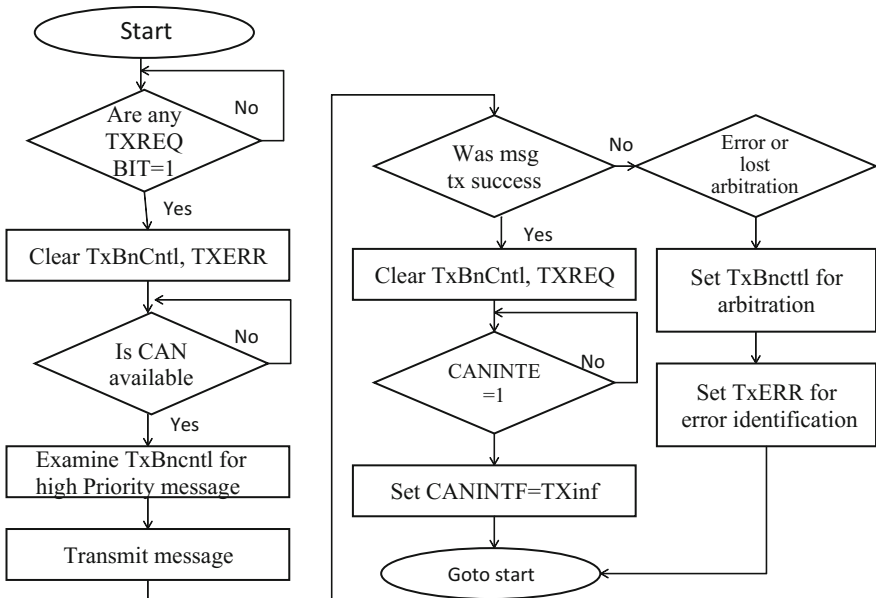 Start
No
Are any
TXREQ
BIT=1
Yes
Clear TxBnCntl, TXERR
No
Is CAN
available
Yes
Examine TxBncntl for
high Priority message
Transmit message
Was msg
tx success
No
Error or
lost
arbitration
Yes
Clear TxBnCntl, TXREQ
Set TxBncttl for
arbitration
No
CANINTE
=1
Set TxERR for
error identification
Set CANINTF=TXinf
Goto start